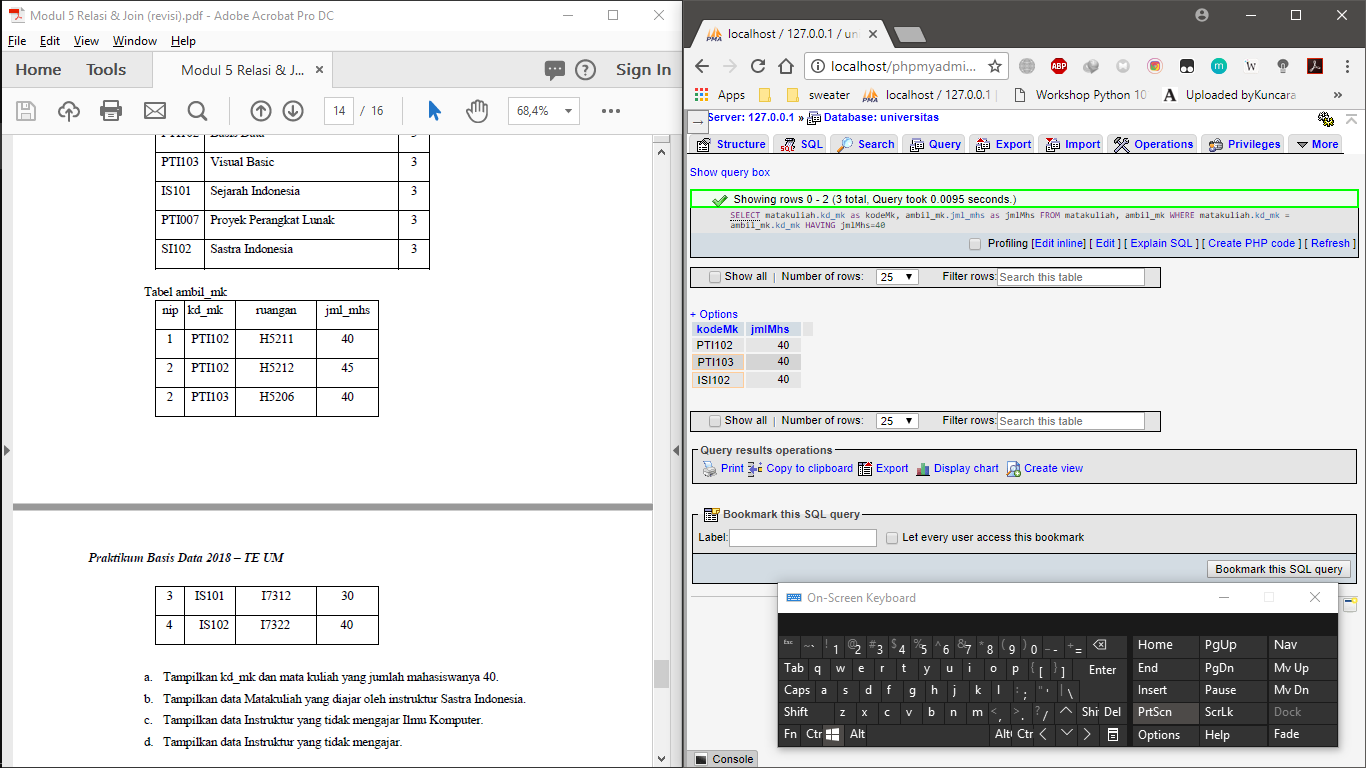 Modul 5 Relasi & Join (revisi).pdf - Adobe Acrobat Pro DC
File Edit View Window Help
Home Tools Modul 5 Relasi & J... × Sign In
14 / 16 68,4%
PTI103 Visual Basic 3
IS101 Sejarah Indonesia 3
PTI007 Proyek Perangkat Lunak 3
SI102 Sastra Indonesia 3
Tabel ambil_mk
nip kd_mk ruangan jml_mhs
1 PTI102 H5211 40
2 PTI102 H5212 45
2 PTI103 H5206 40
Praktikum Basis Data 2018 – TE UM
3 IS101 I7312 30
4 IS102 I7322 40
a. Tampilkan kd_mk dan mata kuliah yang jumlah mahasiswanya 40.
b. Tampilkan data Matakuliah yang diajar oleh instruktur Sastra Indonesia.
c. Tampilkan data Instruktur yang tidak mengajar Ilmu Komputer.
d. Tampilkan data Instruktur yang tidak mengajar.
localhost / 127.0.0.1 / un
localhost/phpmyadmi...
Apps sweater localhost / 127.0.0.1 | Workshop Python 10 Uploaded byKuncara »
Server: 127.0.0.1 » Database: universitas
Structure SQL Search Query Export Import Operations Privileges More
Show query box
Showing rows 0 - 2 (3 total, Query took 0.0095 seconds.)
SELECT matakuliah.kd_mk as kodeMk, ambil_mk.jml_mhs as jmlMhs FROM matakuliah, ambil_mk WHERE matakuliah.kd_mk =
ambil_mk.kd_mk HAVING jmlMhs=40
Profiling [Edit inline] [ Edit ] [ Explain SQL ] [ Create PHP code ] [ Refresh ]
Show all | Number of rows: 25 Filter rows: Search this table
+ Options
kodeMk jmlMhs
PTI102 40
PTI103 40
ISI102 40
Show all | Number of rows: 25 Filter rows: Search this table
Query results operations
Print Copy to clipboard Export Display chart Create view
Bookmark this SQL query
Label: Let every user access this bookmark
Bookmark this SQL query
On-Screen Keyboard
Esc ~ ` ! 1 @ 2 # 3 $ 4 % 5 ^ 6 & 7 * 8 ( 9 ) 0 _ - + = Home PgUp Nav
Tab q w e r t y u i o p { [ } ] Enter End PgDn Mv Up
Caps a s d f g h j k l : ; " ' | \ Insert Pause Mv Dn
Shift z x c v b n m < , > . ? / Shi Del PrtScn ScrLk Dock
Fn Ctr Alt Alt Ctr Options Help Fade
Console